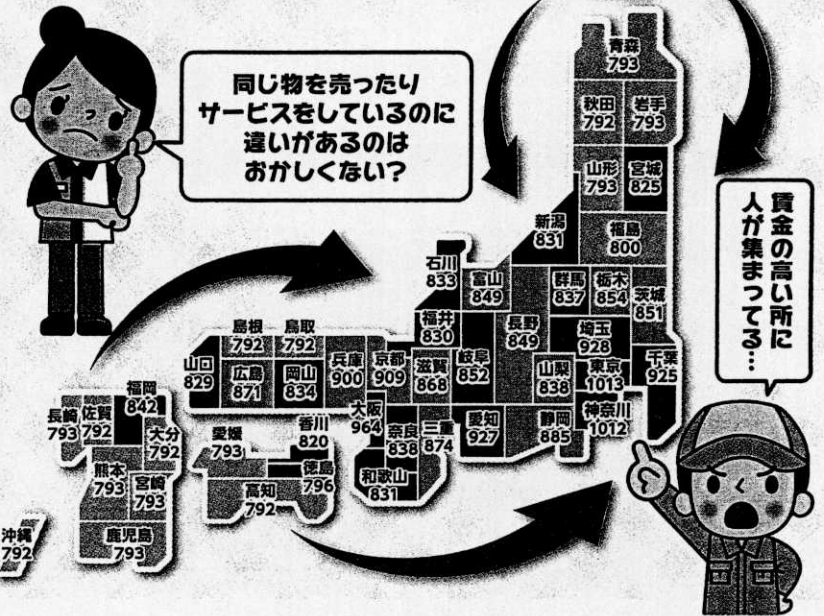 同じ物を売ったり
サービスをしているのに
違いがあるのは
おかしくない？
賃金の高い所に
人が集まってる…
青森
793
秋田
792
岩手
793
山形
793
宮城
825
新潟
831
福島
800
石川
833
富山
849
群馬
837
栃木
854
茨城
851
福井
830
長野
849
埼玉
928
島根
792
鳥取
792
兵庫
900
京都
909
滋賀
868
岐阜
852
山梨
838
東京
1013
千葉
925
山口
829
広島
871
岡山
834
大阪
964
奈良
838
三重
874
愛知
927
静岡
885
神奈川
1012
和歌山
831
福岡
842
長崎
793
佐賀
792
大分
792
熊本
793
宮崎
793
鹿児島
793
沖縄
792
愛媛
793
香川
820
高知
792
徳島
796